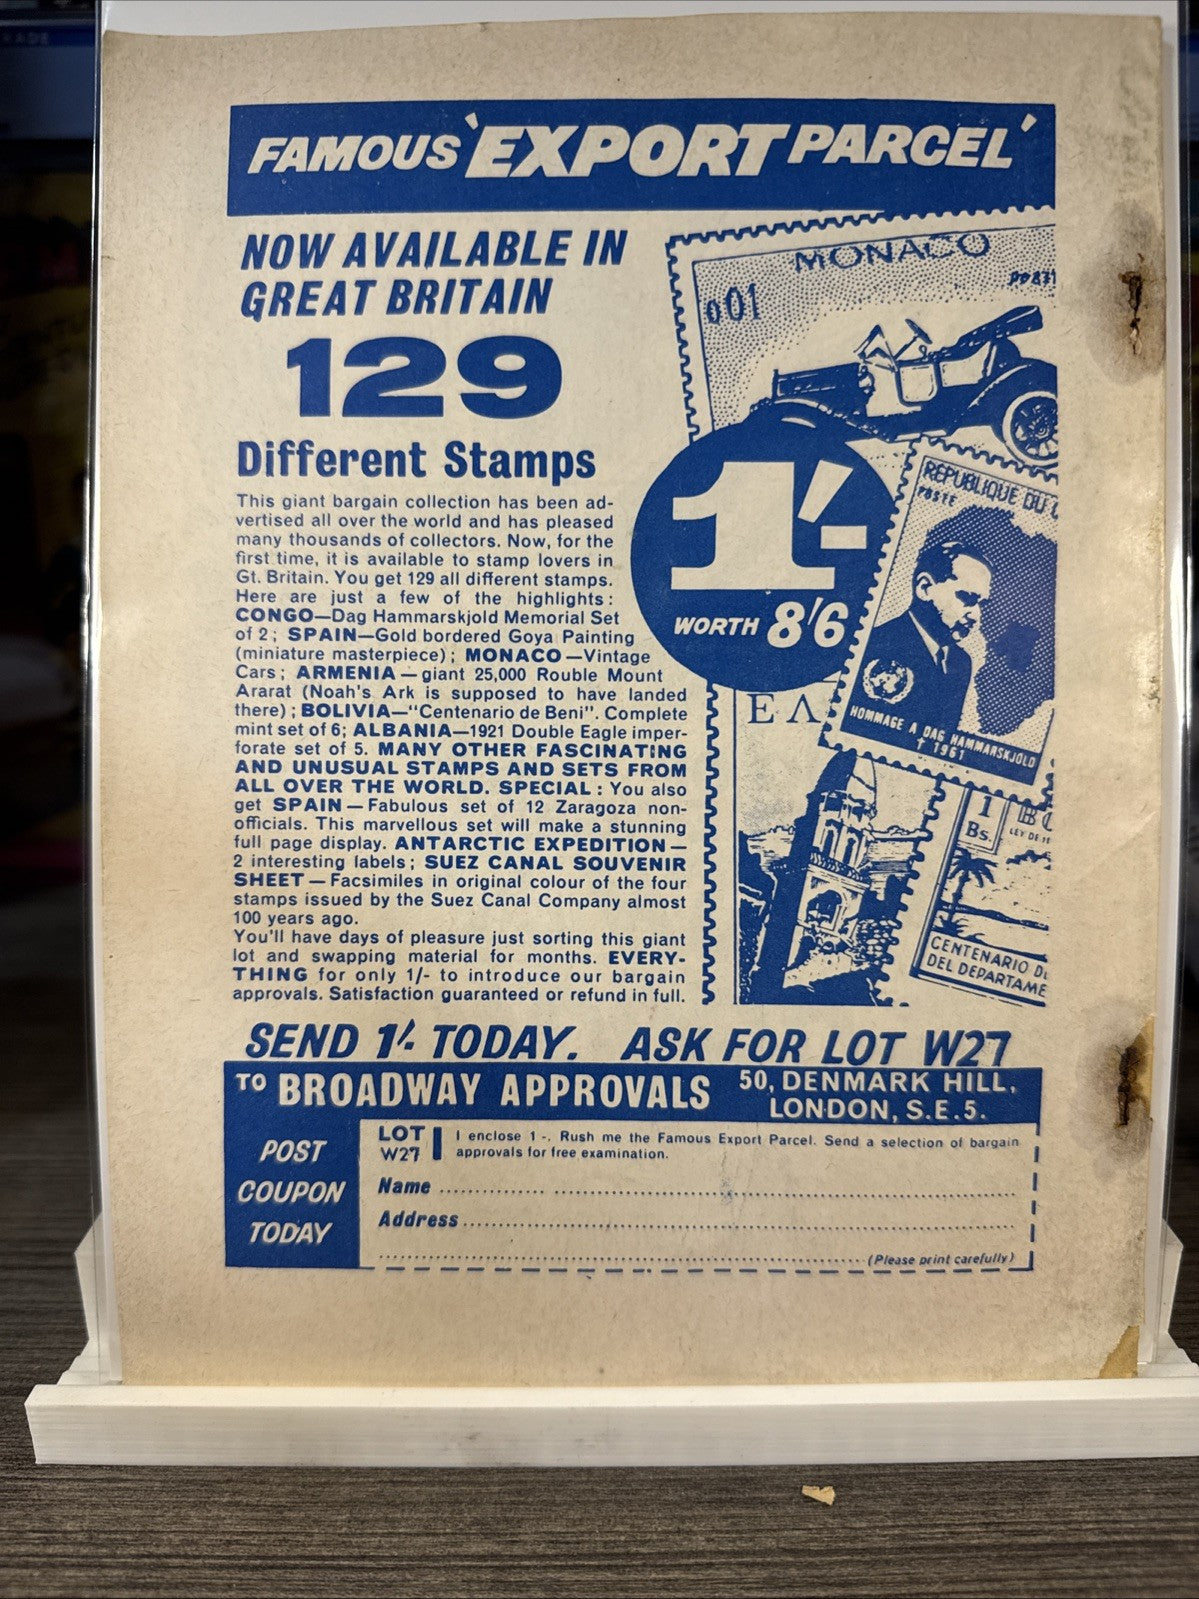 FAMOUS 'EXPORT PARCEL'
NOW AVAILABLE IN
GREAT BRITAIN
129
Different Stamps
This giant bargain collection has been ad-
vertised all over the world and has pleased
many thousands of collectors. Now, for the
first time, it is available to stamp lovers in
Gt. Britain. You get 129 all different stamps.
Here are just a few of the highlights:
CONGO—Dag Hammarskjold Memorial Set
of 2; SPAIN—Gold bordered Goya Painting
(miniature masterpiece); MONACO—Vintage
Cars; ARMENIA—giant 25,000 Rouble Mount
Ararat (Noah's Ark is supposed to have landed
there); BOLIVIA—"Centenario de Beni". Complete
mint set of 6; ALBANIA—1921 Double Eagle imper-
forate set of 5. MANY OTHER FASCINATING
AND UNUSUAL STAMPS AND SETS FROM
ALL OVER THE WORLD. SPECIAL: You also
get SPAIN—Fabulous set of 12 Zaragoza non-
officials. This marvellous set will make a stunning
full page display. ANTARCTIC EXPEDITION—
2 interesting labels; SUEZ CANAL SOUVENIR
SHEET—Facsimiles in original colour of the four
stamps issued by the Suez Canal Company almost
100 years ago.
You'll have days of pleasure just sorting this giant
lot and swapping material for months. EVERY-
THING for only 1/- to introduce our bargain
approvals. Satisfaction guaranteed or refund in full.
MONACO
001
1/-
WORTH 8/6
REPUBLIQUE DU
POSTE
HOMMAGE A DAG HAMMARSKJOLD
† 1961
ΕΛ
1
Bs.
CENTENARIO
DEL DEPARTAME
SEND 1/- TODAY. ASK FOR LOT W27
TO BROADWAY APPROVALS 50, DENMARK HILL,
LONDON, S.E.5.
POST
COUPON
TODAY
LOT
W27
I enclose 1 -. Rush me the Famous Export Parcel. Send a selection of bargain
approvals for free examination.
Name
Address
(Please print carefully)